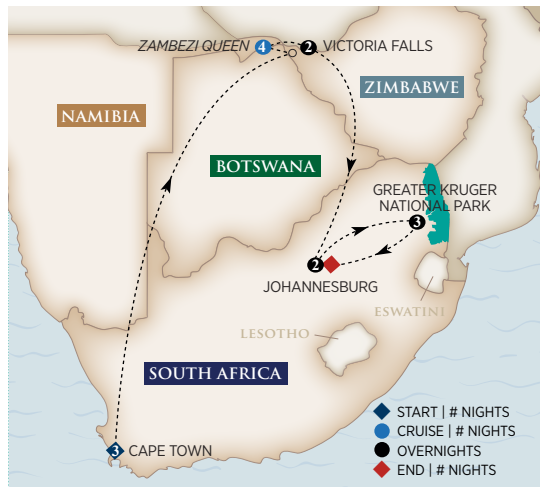 ZAMBEZI QUEEN 4 2 VICTORIA FALLS
ZIMBABWE
NAMIBIA
BOTSWANA
GREATER KRUGER
NATIONAL PARK
3
2
JOHANNESBURG
ESWATINI
LESOTHO
SOUTH AFRICA
3 CAPE TOWN
START | # NIGHTS
CRUISE | # NIGHTS
OVERNIGHTS
END | # NIGHTS